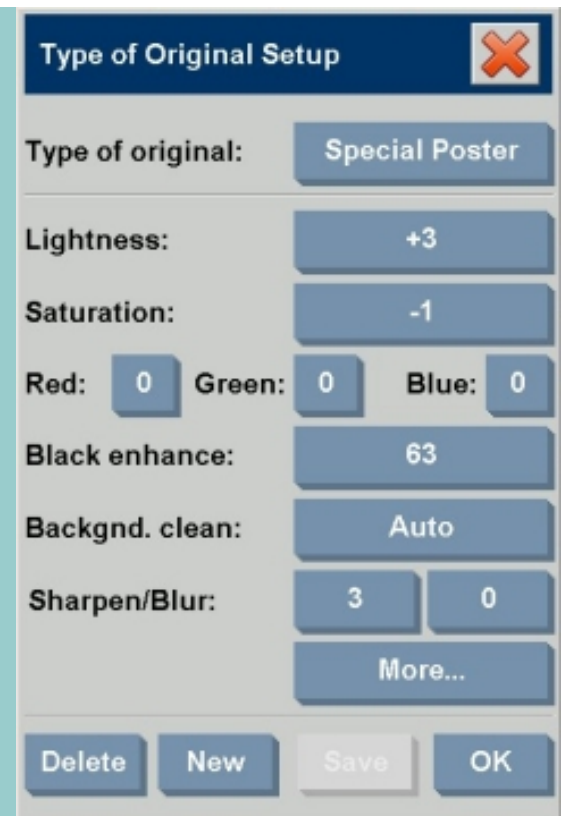 Type of Original Setup
Type of original: Special Poster
Lightness: +3
Saturation: -1
Red: 0 Green: 0 Blue: 0
Black enhance: 63
Backgnd. clean: Auto
Sharpen/Blur: 3 0
More...
Delete New Save OK